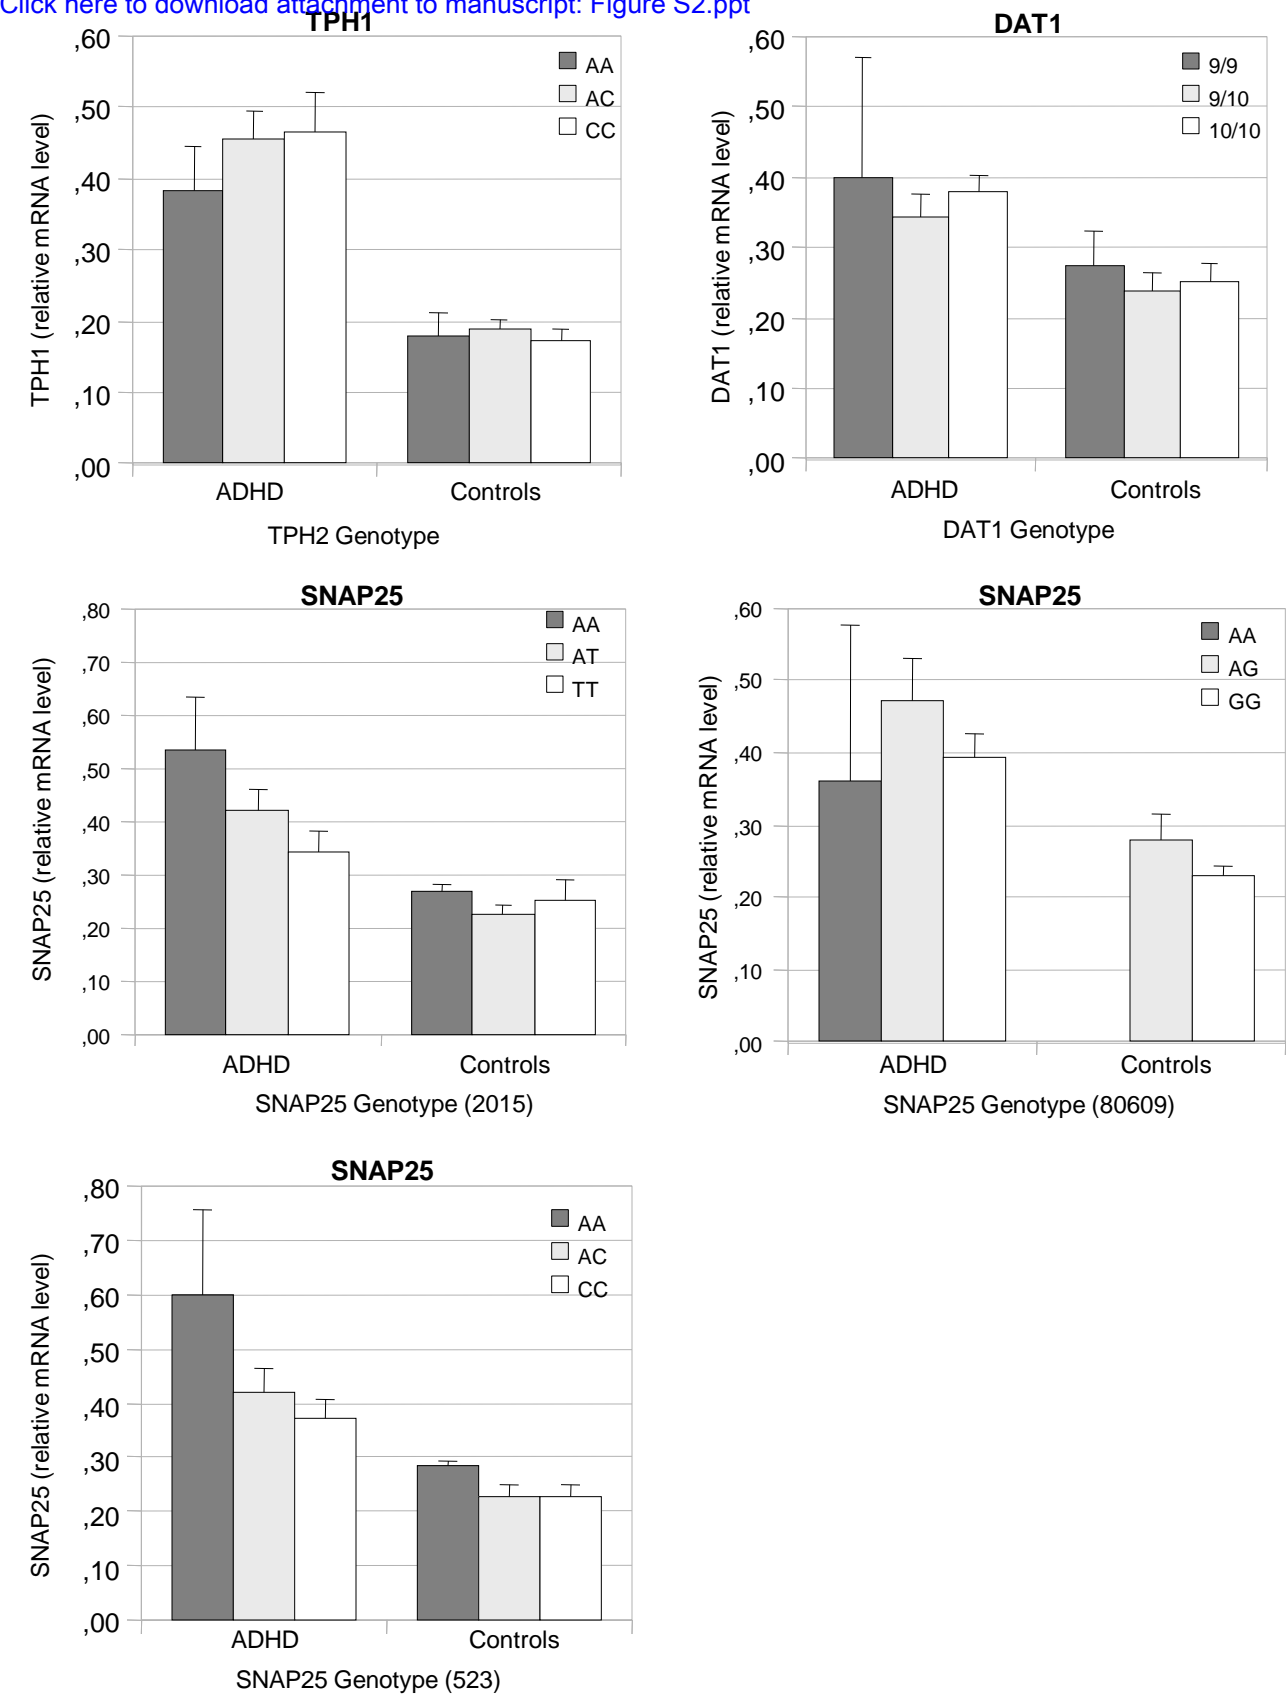 Click here to download attachment to manuscript: Figure S2.ppt
TPH1
,60
,50
,40
,30
,20
,10
,00
TPH1 (relative mRNA level)
AA
AC
CC
ADHD
Controls
TPH2 Genotype
DAT1
,60
,50
,40
,30
,20
,10
,00
DAT1 (relative mRNA level)
9/9
9/10
10/10
ADHD
Controls
DAT1 Genotype
SNAP25
,80
,70
,60
,50
,40
,30
,20
,10
,00
SNAP25 (relative mRNA level)
AA
AT
TT
ADHD
Controls
SNAP25 Genotype (2015)
SNAP25
,60
,50
,40
,30
,20
,10
,00
SNAP25 (relative mRNA level)
AA
AG
GG
ADHD
Controls
SNAP25 Genotype (80609)
SNAP25
,80
,70
,60
,50
,40
,30
,20
,10
,00
SNAP25 (relative mRNA level)
AA
AC
CC
ADHD
Controls
SNAP25 Genotype (523)